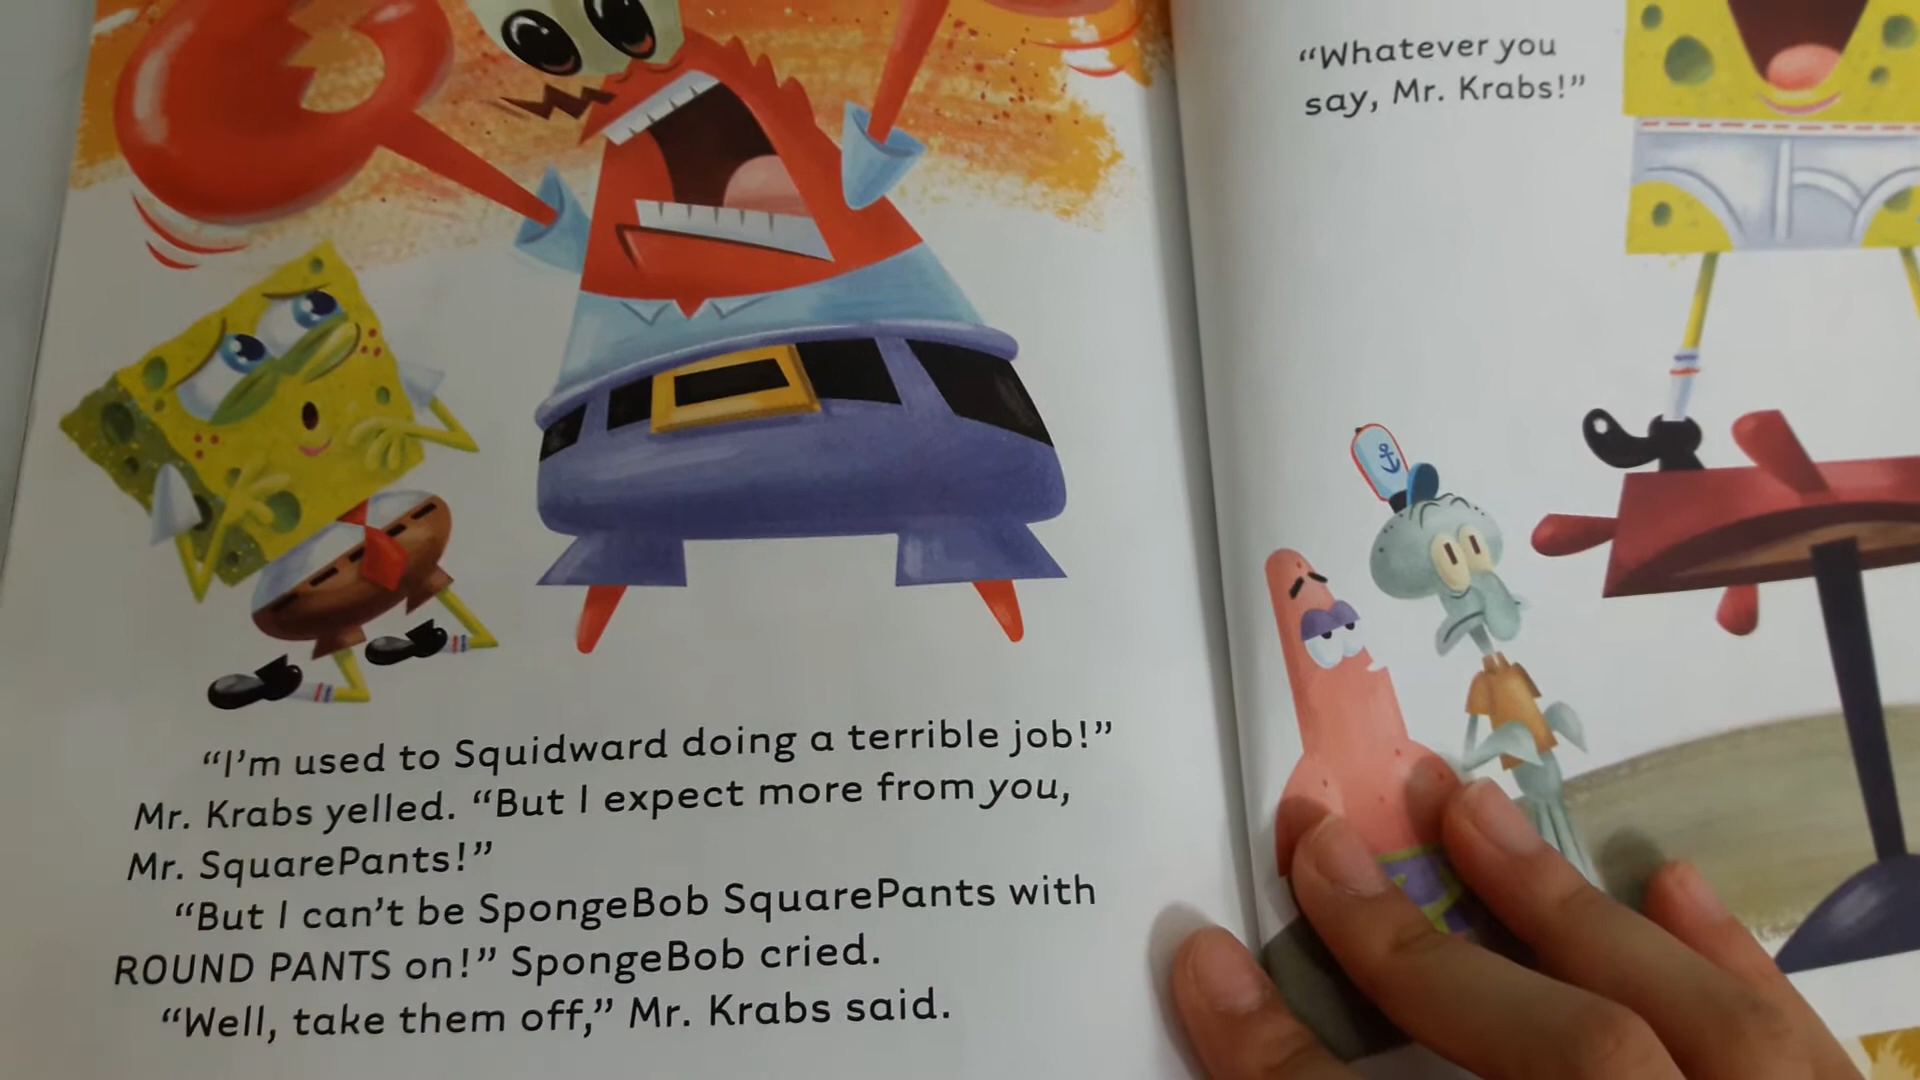 “I’m used to Squidward doing a terrible job!”
Mr. Krabs yelled. “But I expect more from you,
Mr. SquarePants!”
“But I can’t be SpongeBob SquarePants with
ROUND PANTS on!” SpongeBob cried.
“Well, take them off,” Mr. Krabs said.
“Whatever you
say, Mr. Krabs!”